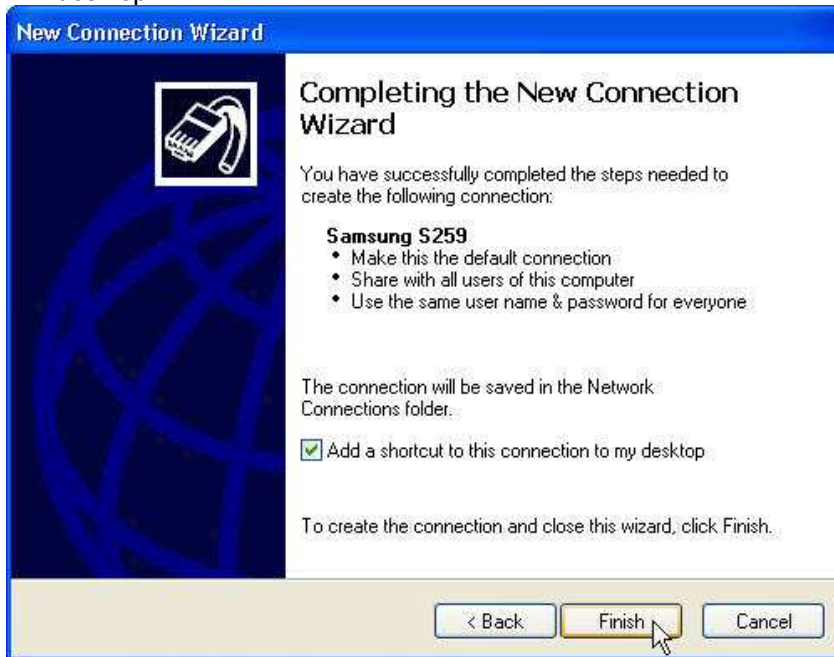 New Connection Wizard
Completing the New Connection
Wizard
You have successfully completed the steps needed to
create the following connection:
Samsung S259
• Make this the default connection
• Share with all users of this computer
• Use the same user name & password for everyone
The connection will be saved in the Network
Connections folder.
Add a shortcut to this connection to my desktop
To create the connection and close this wizard, click Finish.
< Back
Finish
Cancel